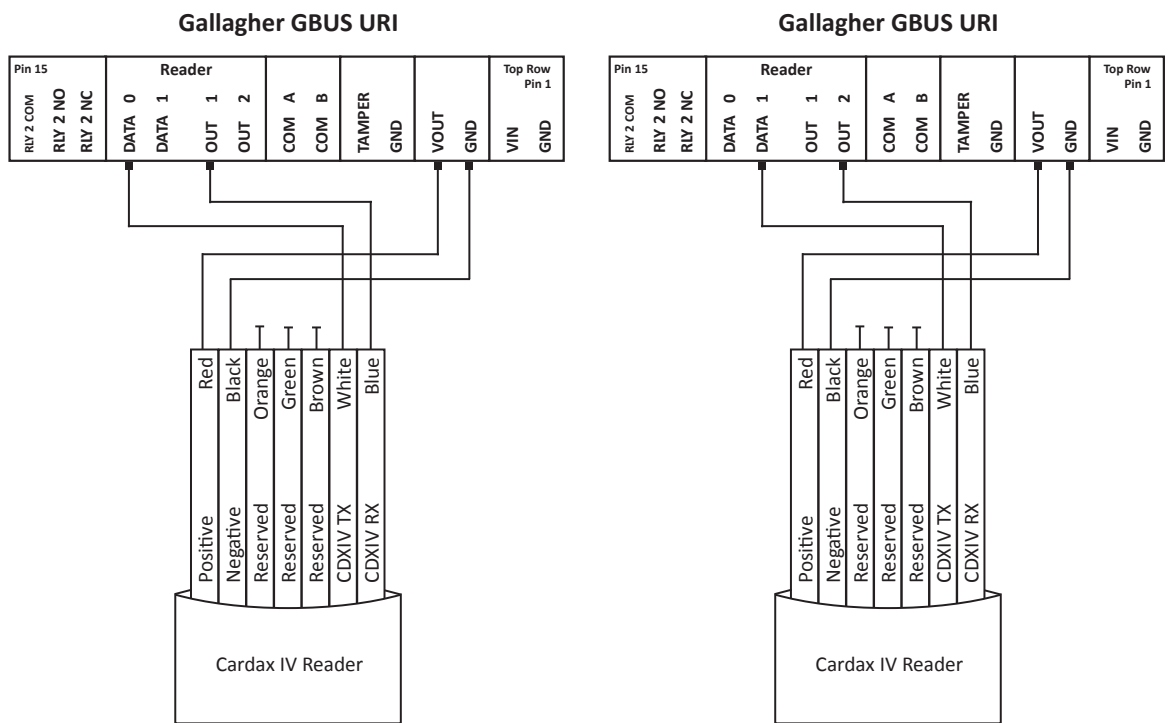 Gallagher GBUS URI
Pin 15
Reader
Top Row
Pin 1
RLY 2 COM
RLY 2 NO
RLY 2 NC
DATA 0
DATA 1
OUT 1
OUT 2
COM A
COM B
TAMPER
GND
VOUT
GND
VIN
GND
Red
Black
Orange
Green
Brown
White
Blue
Positive
Negative
Reserved
Reserved
Reserved
CDXIV TX
CDXIV RX
Cardax IV Reader
Gallagher GBUS URI
Pin 15
Reader
Top Row
Pin 1
RLY 2 COM
RLY 2 NO
RLY 2 NC
DATA 0
DATA 1
OUT 1
OUT 2
COM A
COM B
TAMPER
GND
VOUT
GND
VIN
GND
Red
Black
Orange
Green
Brown
White
Blue
Positive
Negative
Reserved
Reserved
Reserved
CDXIV TX
CDXIV RX
Cardax IV Reader